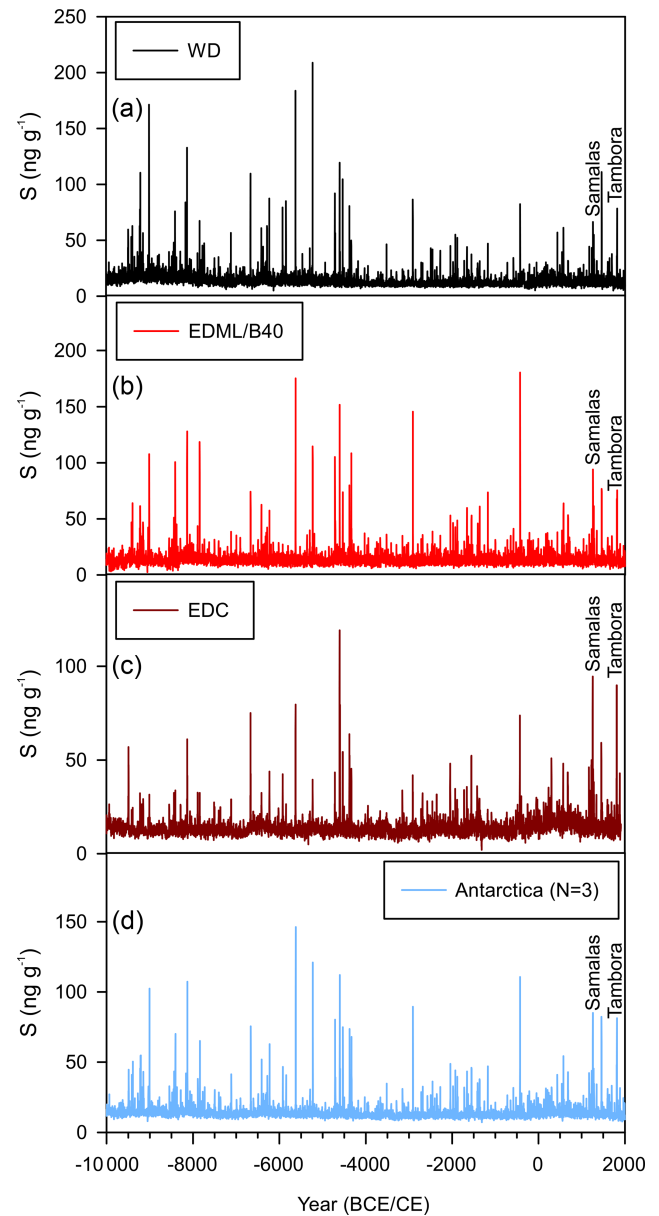 250
WD
200
(a)
150
S (ng g-1)
100
Samalas
Tambora
50
0
EDML/B40
200
(b)
150
S (ng g-1)
100
Samalas
Tambora
50
0
EDC
(c)
100
S (ng g-1)
Samalas
Tambora
50
0
Antarctica (N=3)
(d)
150
S (ng g-1)
100
Samalas
Tambora
50
0
-10000 -8000 -6000 -4000 -2000 0 2000
Year (BCE/CE)